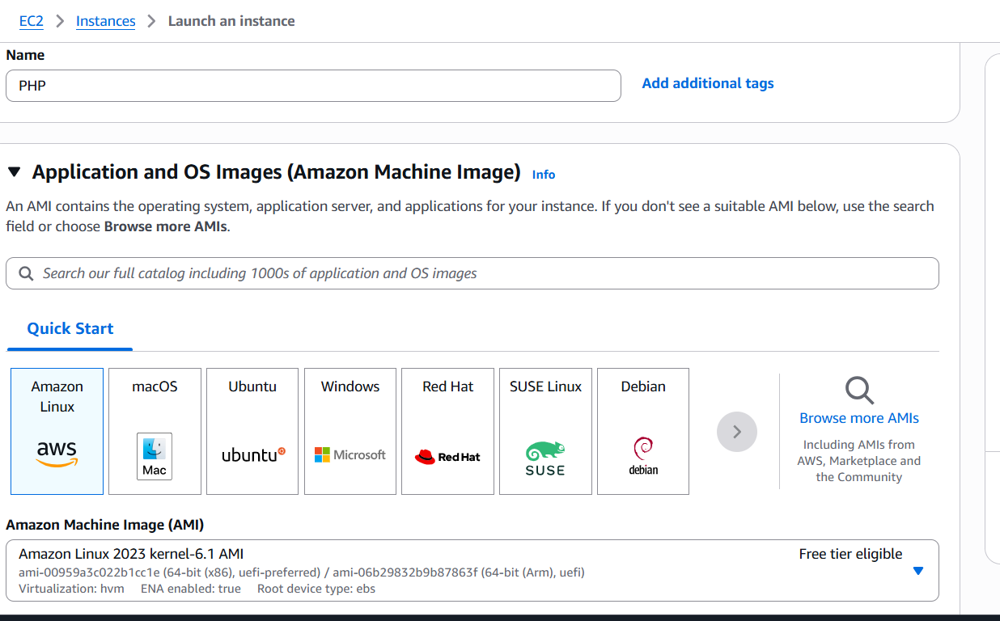 EC2 > Instances > Launch an instance
Name
PHP
Add additional tags
Application and OS Images (Amazon Machine Image) Info
An AMI contains the operating system, application server, and applications for your instance. If you don't see a suitable AMI below, use the search
field or choose Browse more AMIs.
Search our full catalog including 1000s of application and OS images
Quick Start
Amazon
Linux
aws
macOS
Mac
Ubuntu
ubuntu
Windows
Microsoft
Red Hat
Red Hat
SUSE Linux
SUSE
Debian
debian
Browse more AMIs
Including AMIs from
AWS, Marketplace and
the Community
Amazon Machine Image (AMI)
Amazon Linux 2023 kernel-6.1 AMI
Free tier eligible
ami-00959a3c022b1cc1e (64-bit (x86), uefi-preferred) / ami-06b29832b9b87863f (64-bit (Arm), uefi)
Virtualization: hvm ENA enabled: true Root device type: ebs